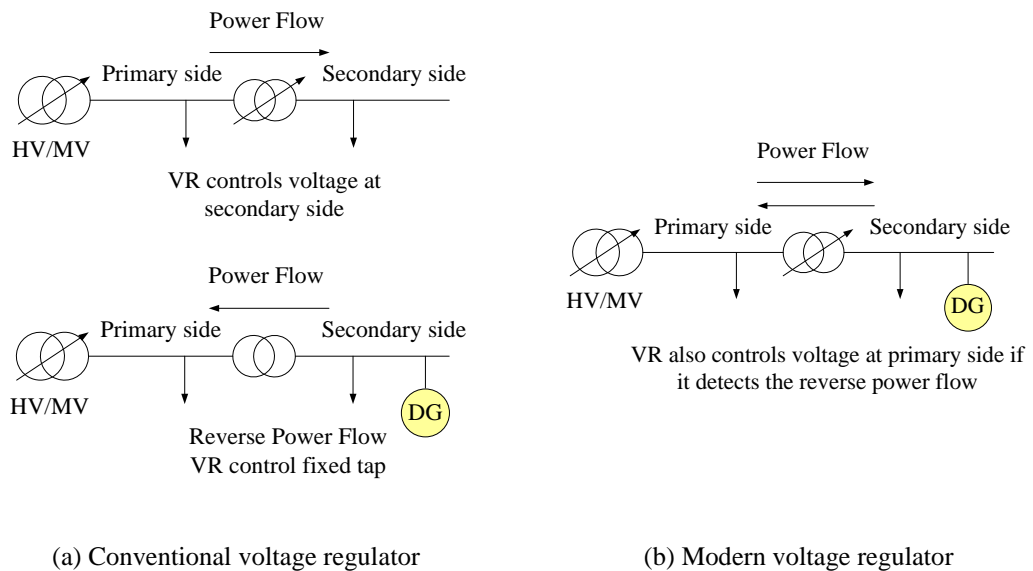 Power Flow
Primary side
Secondary side
HV/MV
VR controls voltage at
secondary side
Power Flow
Primary side
Secondary side
HV/MV
DG
Reverse Power Flow
VR control fixed tap
(a) Conventional voltage regulator
Power Flow
Primary side
Secondary side
HV/MV
DG
VR also controls voltage at primary side if
it detects the reverse power flow
(b) Modern voltage regulator